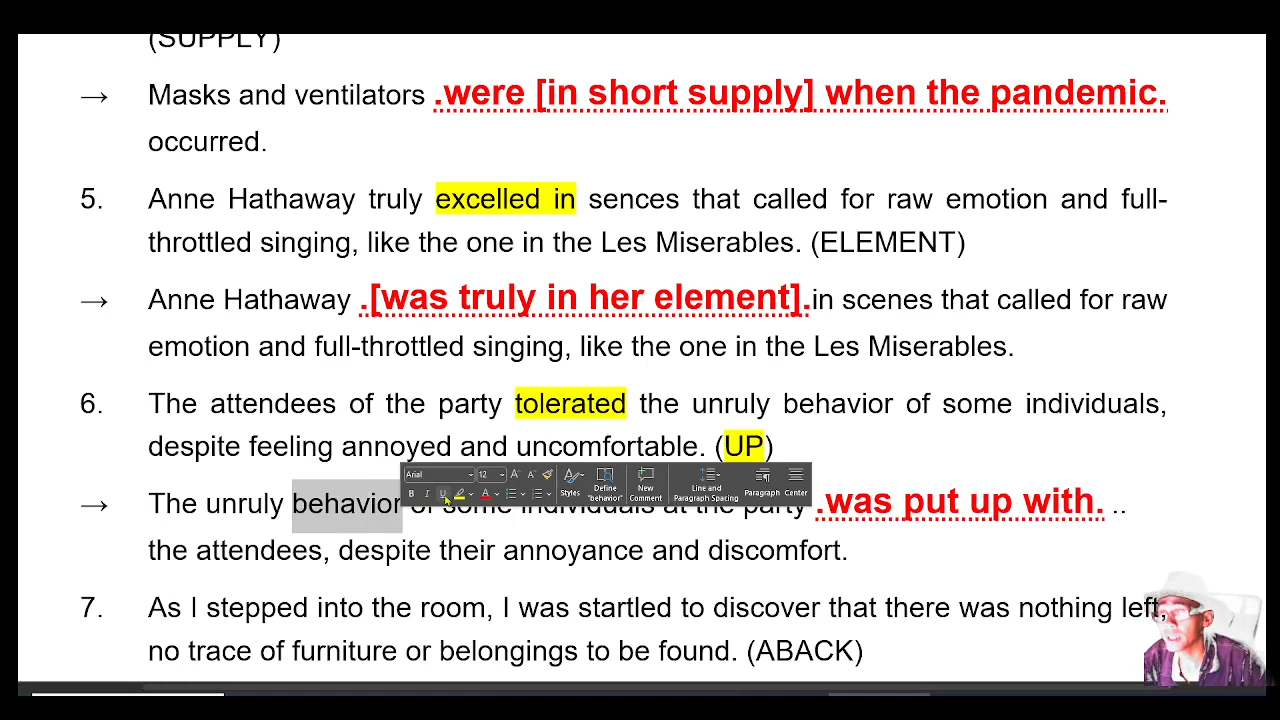 (SUPPLY)
→ Masks and ventilators .were [in short supply] when the pandemic.
occurred.
5. Anne Hathaway truly excelled in sences that called for raw emotion and full-
throttled singing, like the one in the Les Miserables. (ELEMENT)
→ Anne Hathaway .[was truly in her element].in scenes that called for raw
emotion and full-throttled singing, like the one in the Les Miserables.
6. The attendees of the party tolerated the unruly behavior of some individuals,
despite feeling annoyed and uncomfortable. (UP)
Arial 12
Styles Define "behavior" New Comment Line and Paragraph Spacing Paragraph Center
→ The unruly behavior of some individuals at the party .was put up with. ..
the attendees, despite their annoyance and discomfort.
7. As I stepped into the room, I was startled to discover that there was nothing left,
no trace of furniture or belongings to be found. (ABACK)